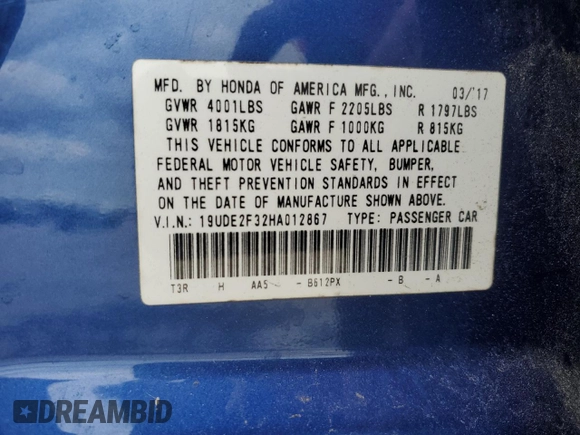 MFD. BY HONDA OF AMERICA MFG., INC. 03/'17
GVWR 4001LBS GAWR F 2205LBS R 1797LBS
GVWR 1815KG GAWR F 1000KG R 815KG
THIS VEHICLE CONFORMS TO ALL APPLICABLE
FEDERAL MOTOR VEHICLE SAFETY, BUMPER,
AND THEFT PREVENTION STANDARDS IN EFFECT
ON THE DATE OF MANUFACTURE SHOWN ABOVE.
V.I.N.: 19UDE2F32HA012867 TYPE: PASSENGER CAR
T3R H AA5 - B612PX - B - A
DREAMBID